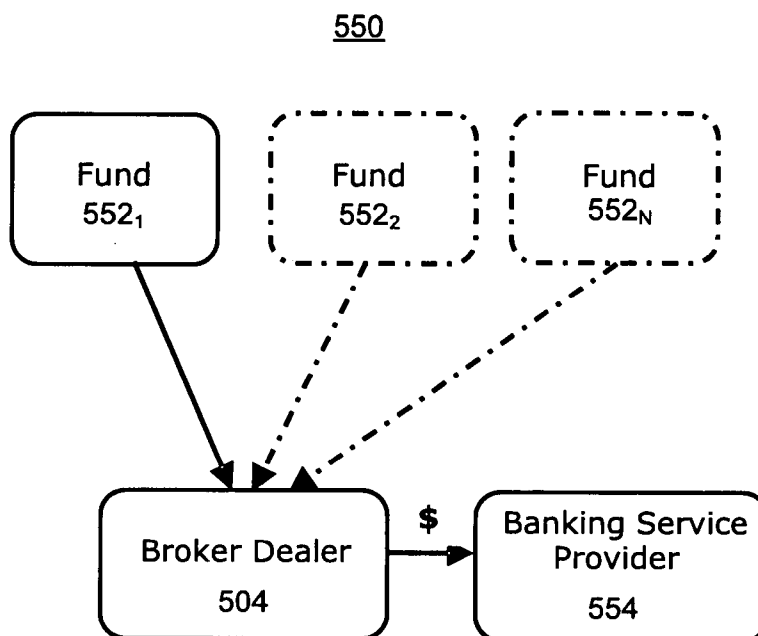 550
Fund
552₁
Fund
552₂
Fund
552N
$
Broker Dealer
504
Banking Service
Provider
554